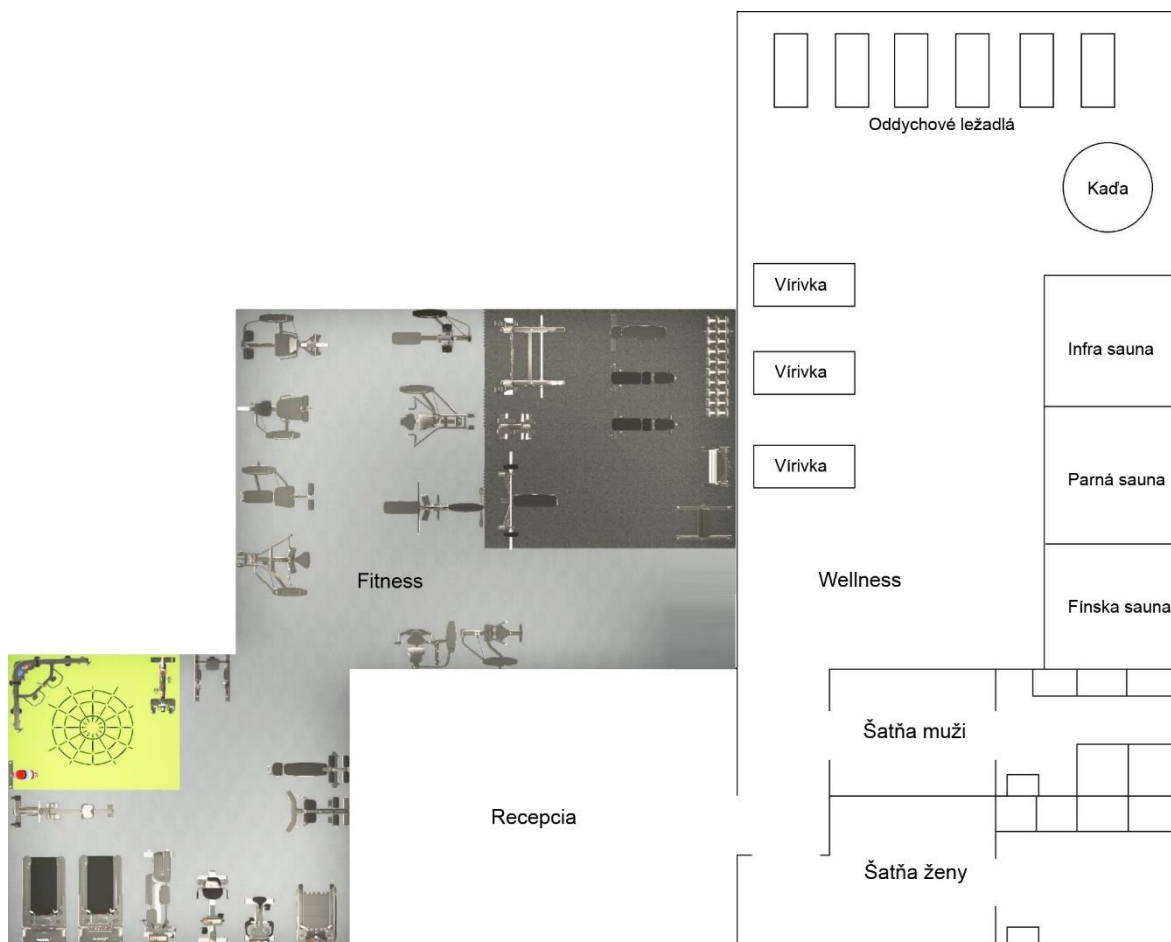 Oddychové ležadlá
Kaďa
Vírivka
Infra sauna
Vírivka
Vírivka
Parná sauna
Fitness
Wellness
Fínska sauna
Šatňa muži
Recepcia
Šatňa ženy